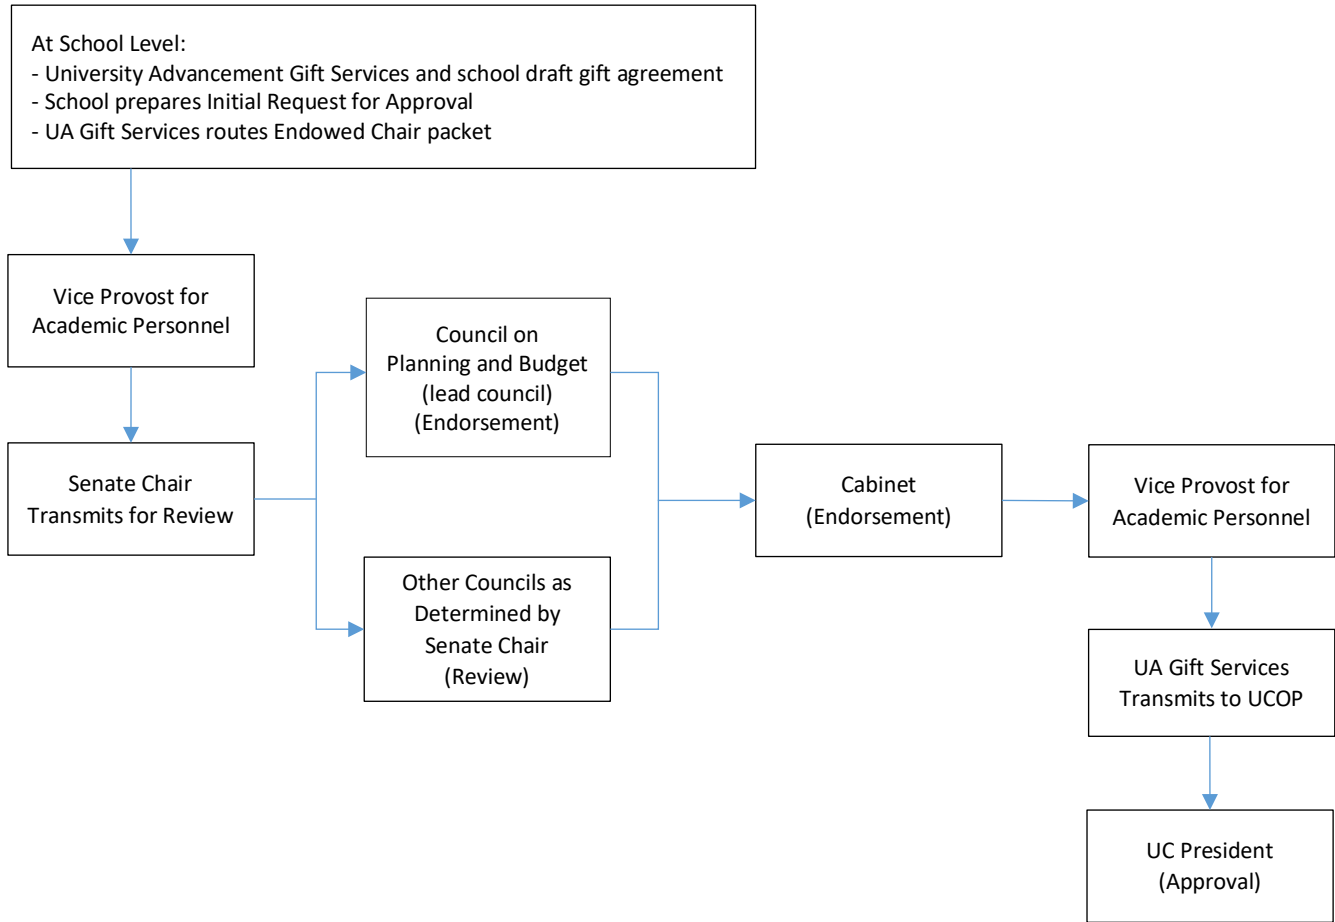 At School Level:
- University Advancement Gift Services and school draft gift agreement
- School prepares Initial Request for Approval
- UA Gift Services routes Endowed Chair packet
Vice Provost for
Academic Personnel
Senate Chair
Transmits for Review
Council on
Planning and Budget
(lead council)
(Endorsement)
Other Councils as
Determined by
Senate Chair
(Review)
Cabinet
(Endorsement)
Vice Provost for
Academic Personnel
UA Gift Services
Transmits to UCOP
UC President
(Approval)